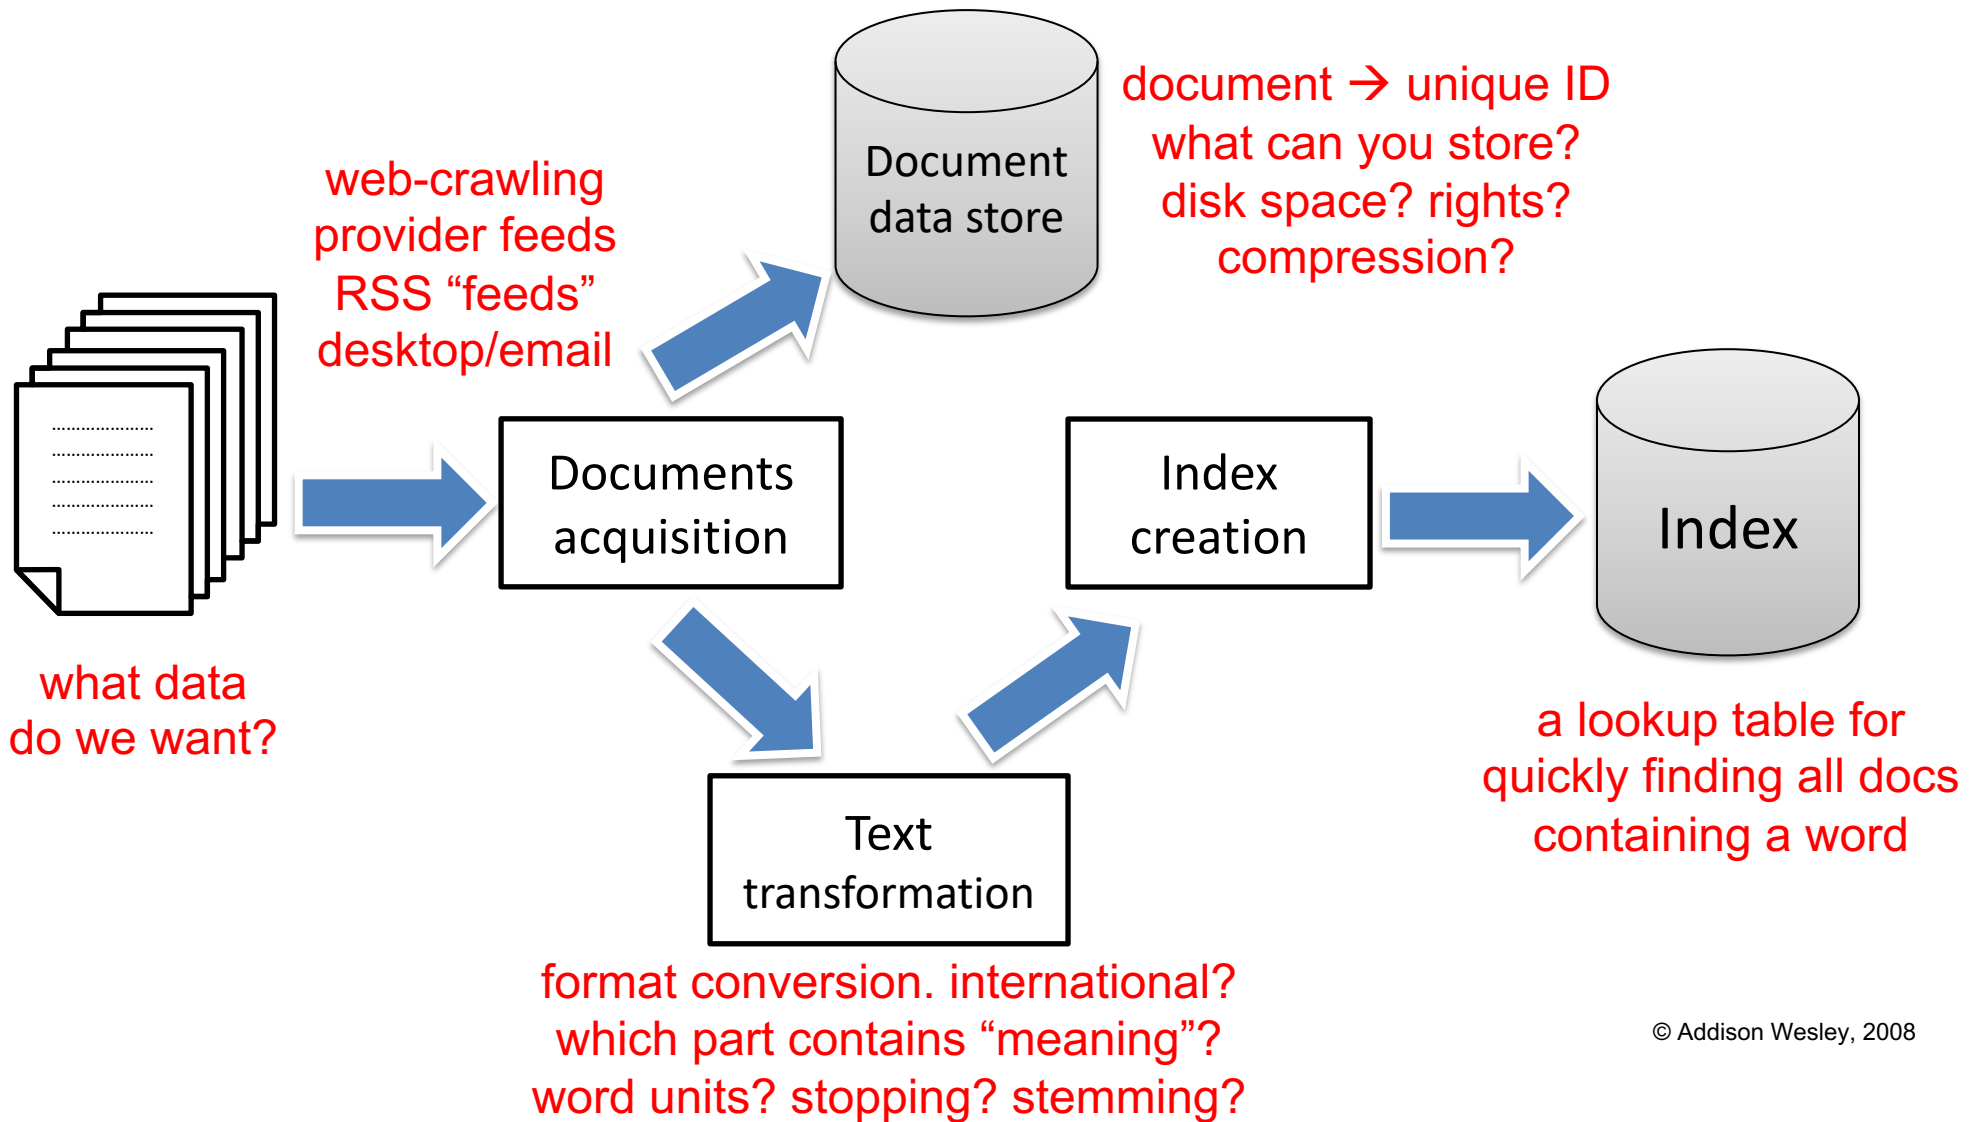 Document
data store
document → unique ID
what can you store?
disk space? rights?
compression?
web-crawling
provider feeds
RSS “feeds”
desktop/email
what data
do we want?
Documents
acquisition
Index
creation
Index
a lookup table for
quickly finding all docs
containing a word
Text
transformation
format conversion. international?
which part contains “meaning”?
word units? stopping? stemming?
© Addison Wesley, 2008